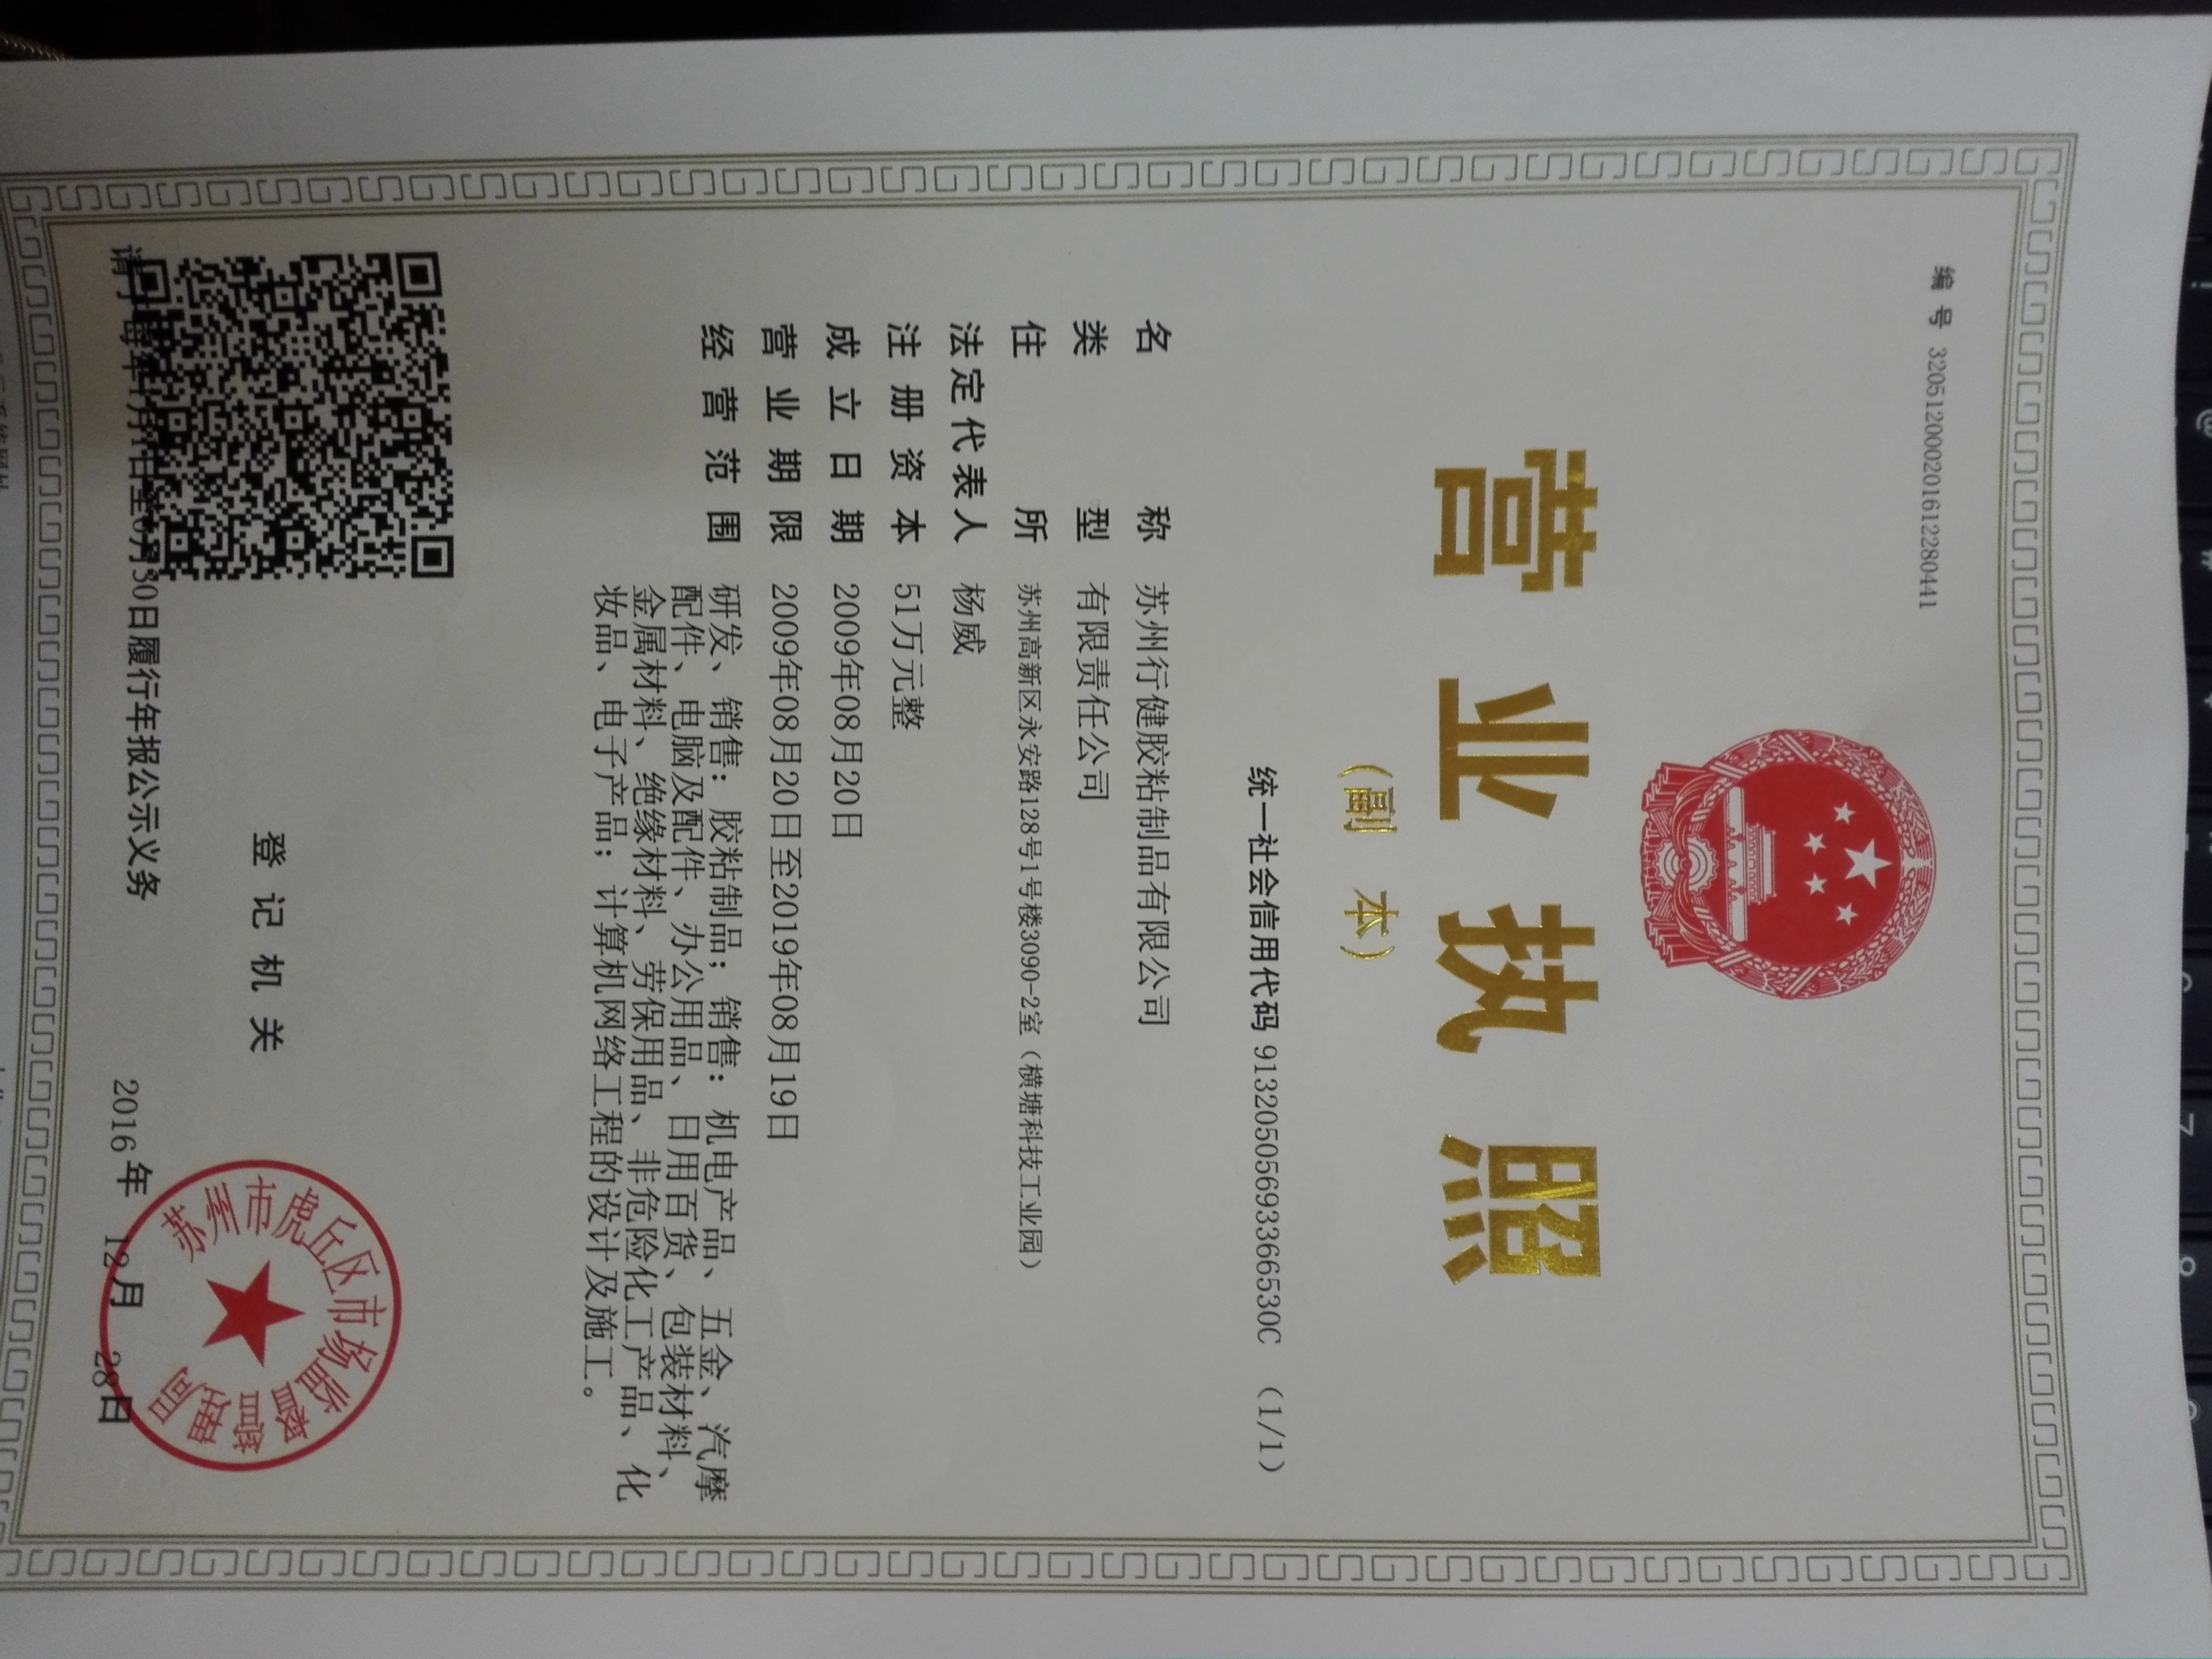 编 号 320512000201612280441
营 业 执 照
(副 本)
统一社会信用代码 91320505693366530C (1/1)
名 称 苏州行健胶粘制品有限公司
类 型 有限责任公司
住 所 苏州高新区永安路128号1号楼3090-2室（横塘科技工业园）
法定代表人 杨威
注 册 资 本 51万元整
成 立 日 期 2009年08月20日
营 业 期 限 2009年08月20日至2019年08月19日
经 营 范 围 研发、销售：胶粘制品；销售：机电产品、五金、汽摩
配件、电脑及配件、办公用品、日用百货、包装材料、
金属材料、绝缘材料、劳保用品、非危险化工产品、化
妆品、电子产品；计算机网络工程的设计及施工。
登 记 机 关
苏州市虎丘区市场监督管理局
2016年 12月 28日
请于每年1月1日至6月30日履行年报公示义务